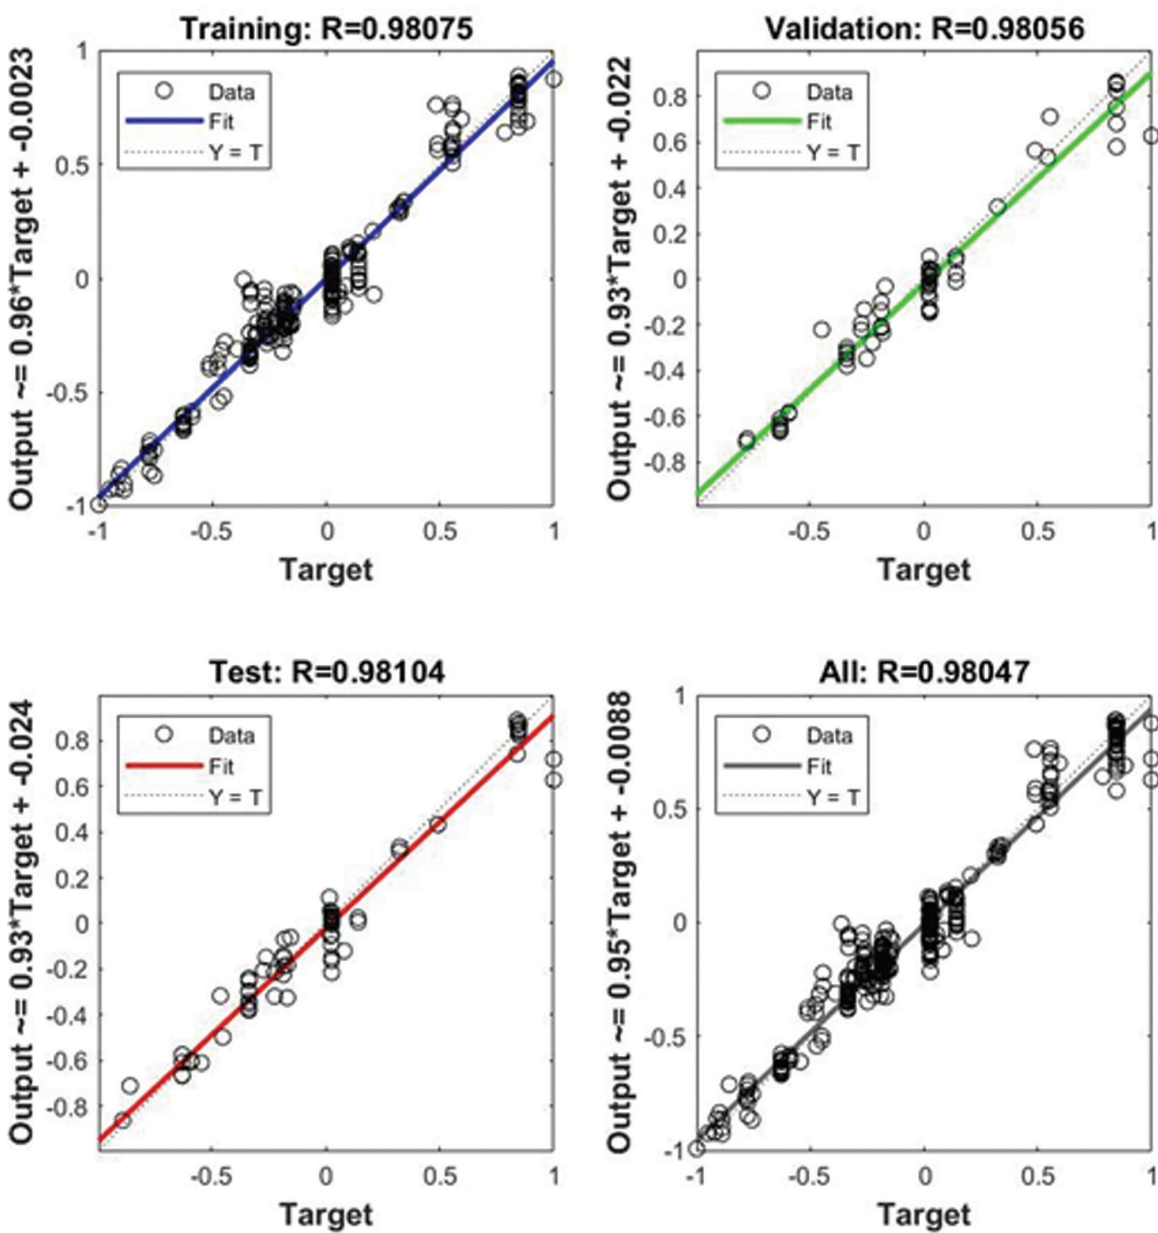 Training: R=0.98075
Output ~= 0.96*Target + -0.0023
1
0.5
0
-0.5
-1
Data
Fit
Y = T
-1
-0.5
0
0.5
1
Target
Validation: R=0.98056
Output ~= 0.93*Target + -0.022
0.8
0.6
0.4
0.2
0
-0.2
-0.4
-0.6
-0.8
Data
Fit
Y = T
-0.5
0
0.5
1
Target
Test: R=0.98104
Output ~= 0.93*Target + -0.024
0.8
0.6
0.4
0.2
0
-0.2
-0.4
-0.6
-0.8
Data
Fit
Y = T
-0.5
0
0.5
1
Target
All: R=0.98047
Output ~= 0.95*Target + -0.0088
1
0.5
0
-0.5
-1
Data
Fit
Y = T
-1
-0.5
0
0.5
1
Target